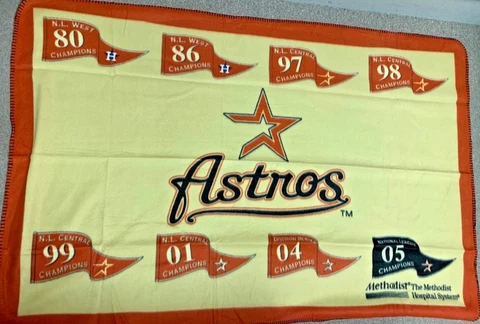 N.L. WEST
80
CHAMPIONS
H
N.L. WEST
86
CHAMPIONS
H
N.L. CENTRAL
97
CHAMPIONS
N.L. CENTRAL
98
CHAMPIONS
Astros
TM
N.L. CENTRAL
99
CHAMPIONS
N.L. CENTRAL
01
CHAMPIONS
DIVISION SERIES
04
CHAMPIONS
NATIONAL LEAGUE
05
CHAMPIONS
Methodist® The Methodist
Hospital System®